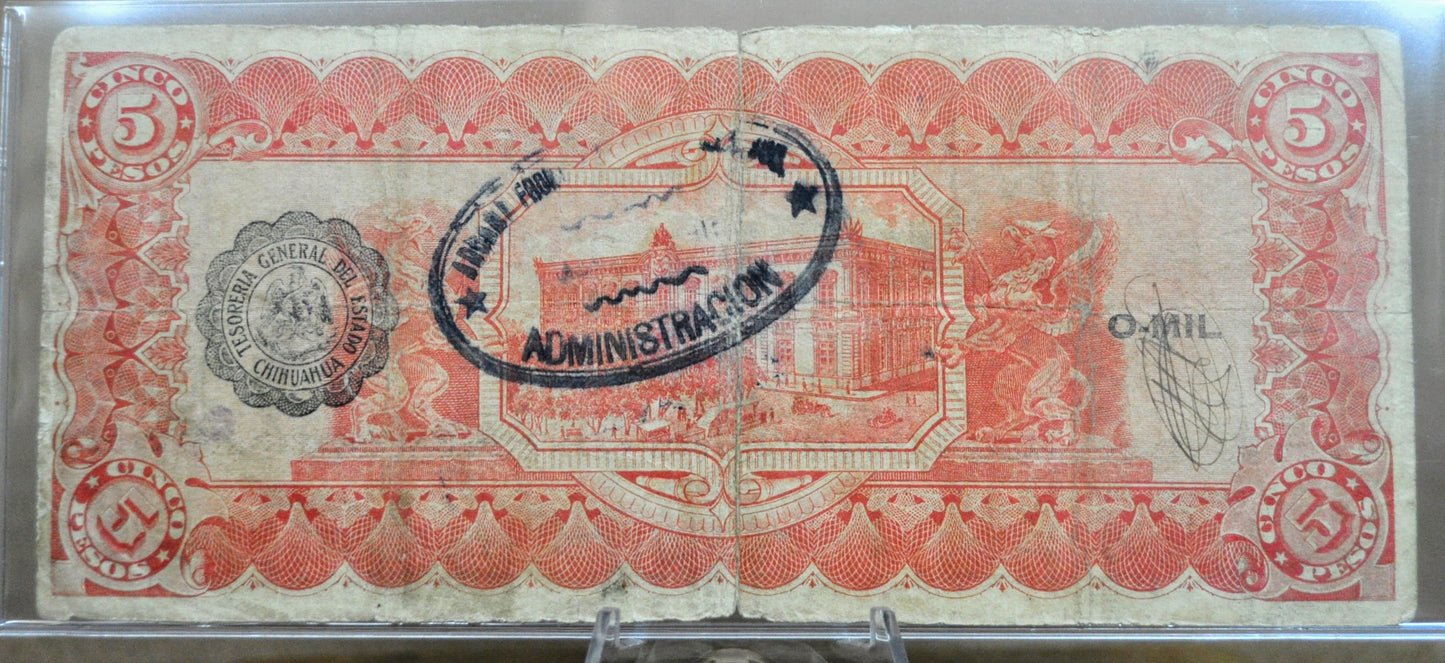 CINCO
5
PESOS
CINCO
5
PESOS
TESORERIA GENERAL DEL ESTADO
CHIHUAHUA
ADMINISTRACION
O-MIL
CINCO
5
PESOS
CINCO
5
PESOS